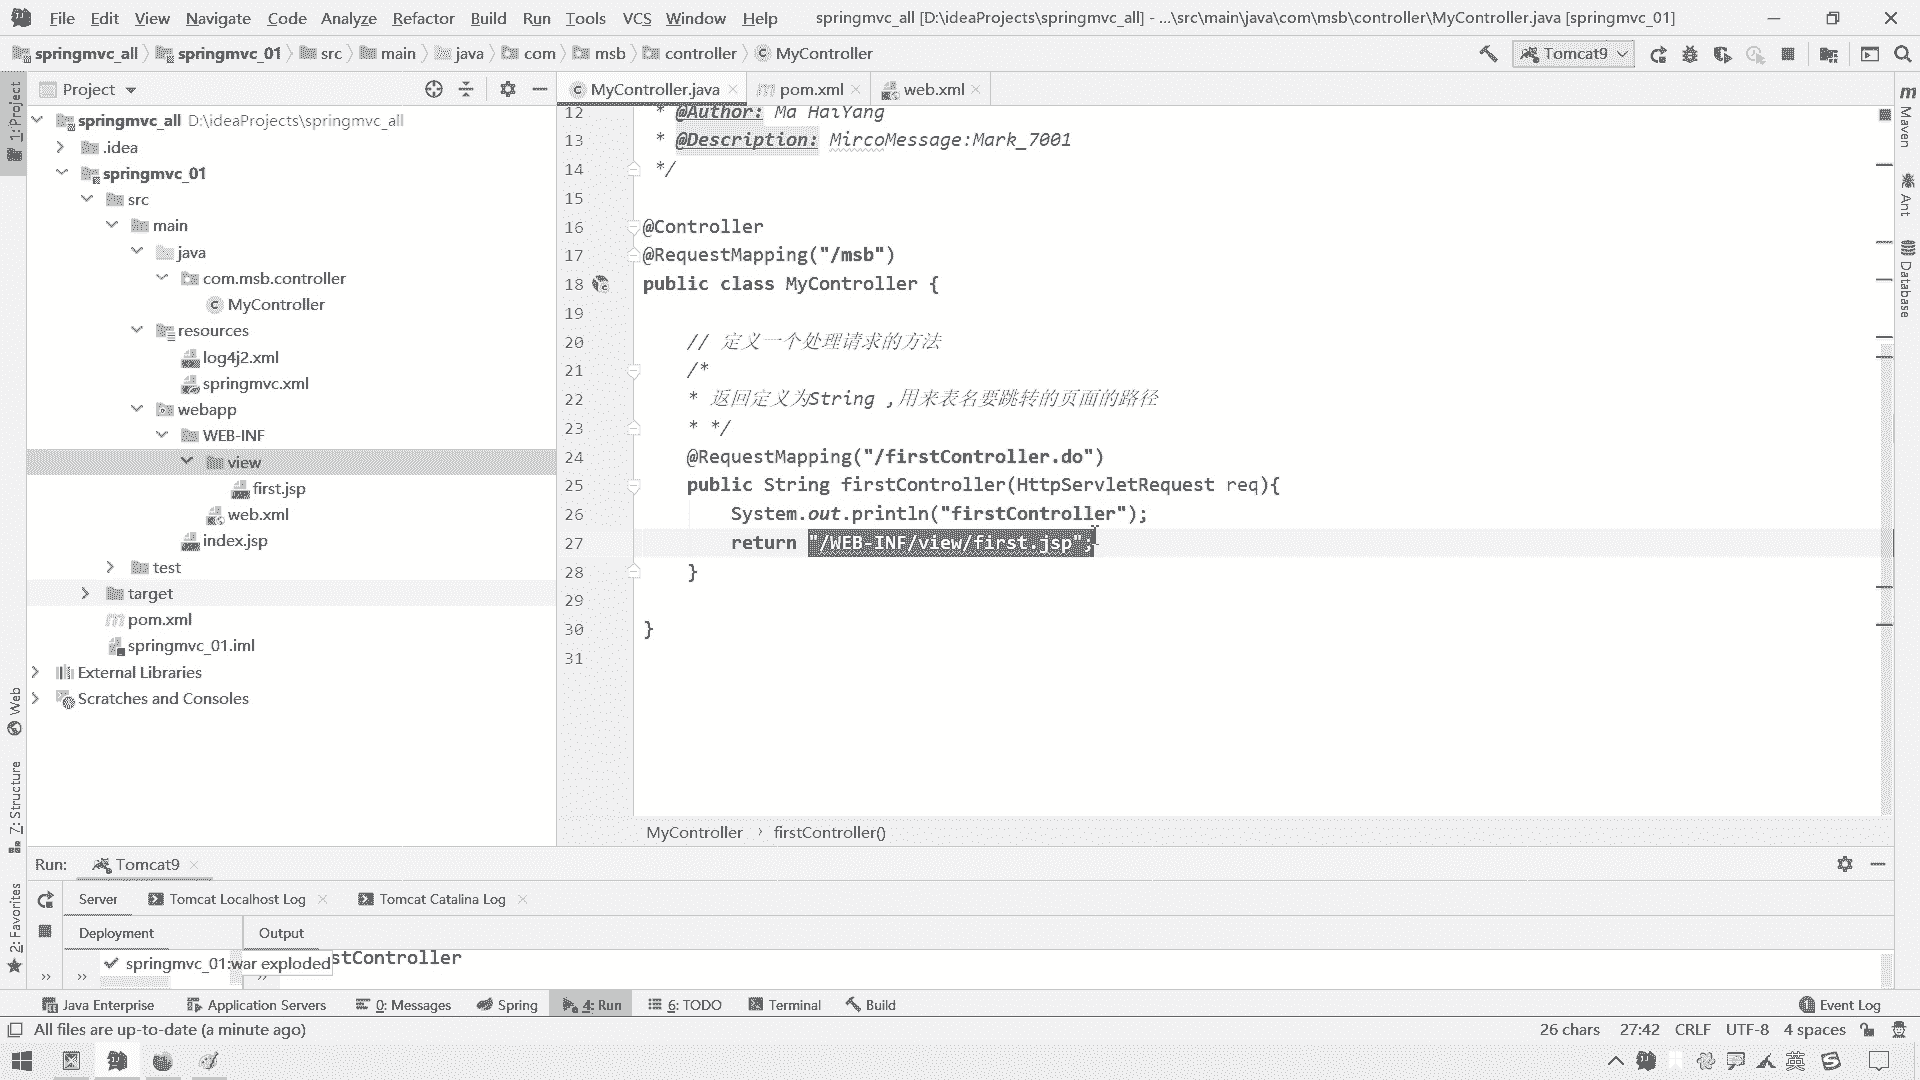 File Edit View Navigate Code Analyze Refactor Build Run Tools VCS Window Help springmvc_all [D:\ideaProjects\springmvc_all] - ...\src\main\java\com\msb\controller\MyController.java [springmvc_01]
springmvc_all springmvc_01 src main java com msb controller MyController Tomcat9
Project MyController.java pom.xml web.xml
springmvc_all D:\ideaProjects\springmvc_all
.idea
springmvc_01
src
main
java
com.msb.controller
MyController
resources
log4j2.xml
springmvc.xml
webapp
WEB-INF
view
first.jsp
web.xml
index.jsp
test
target
pom.xml
springmvc_01.iml
External Libraries
Scratches and Consoles
12 * @Author: Ma HaiYang
13 * @Description: MircoMessage:Mark_7001
14 */
15
16 @Controller
17 @RequestMapping("/msb")
18 public class MyController {
19
20 // 定义一个处理请求的方法
21 /*
22 * 返回定义为String ,用来表名要跳转的页面的路径
23 * */
24 @RequestMapping("/firstController.do")
25 public String firstController(HttpServletRequest req){
26 System.out.println("firstController");
27 return "/WEB-INF/view/first.jsp";
28 }
29
30 }
31
MyController › firstController()
1: Project
Web
7: Structure
2: Favorites
Maven
Ant
Database
Run: Tomcat9
Server Tomcat Localhost Log Tomcat Catalina Log
Deployment Output
springmvc_01:war exploded stController
Java Enterprise Application Servers 0: Messages Spring 4: Run 6: TODO Terminal Build Event Log
All files are up-to-date (a minute ago) 26 chars 27:42 CRLF UTF-8 4 spaces
英